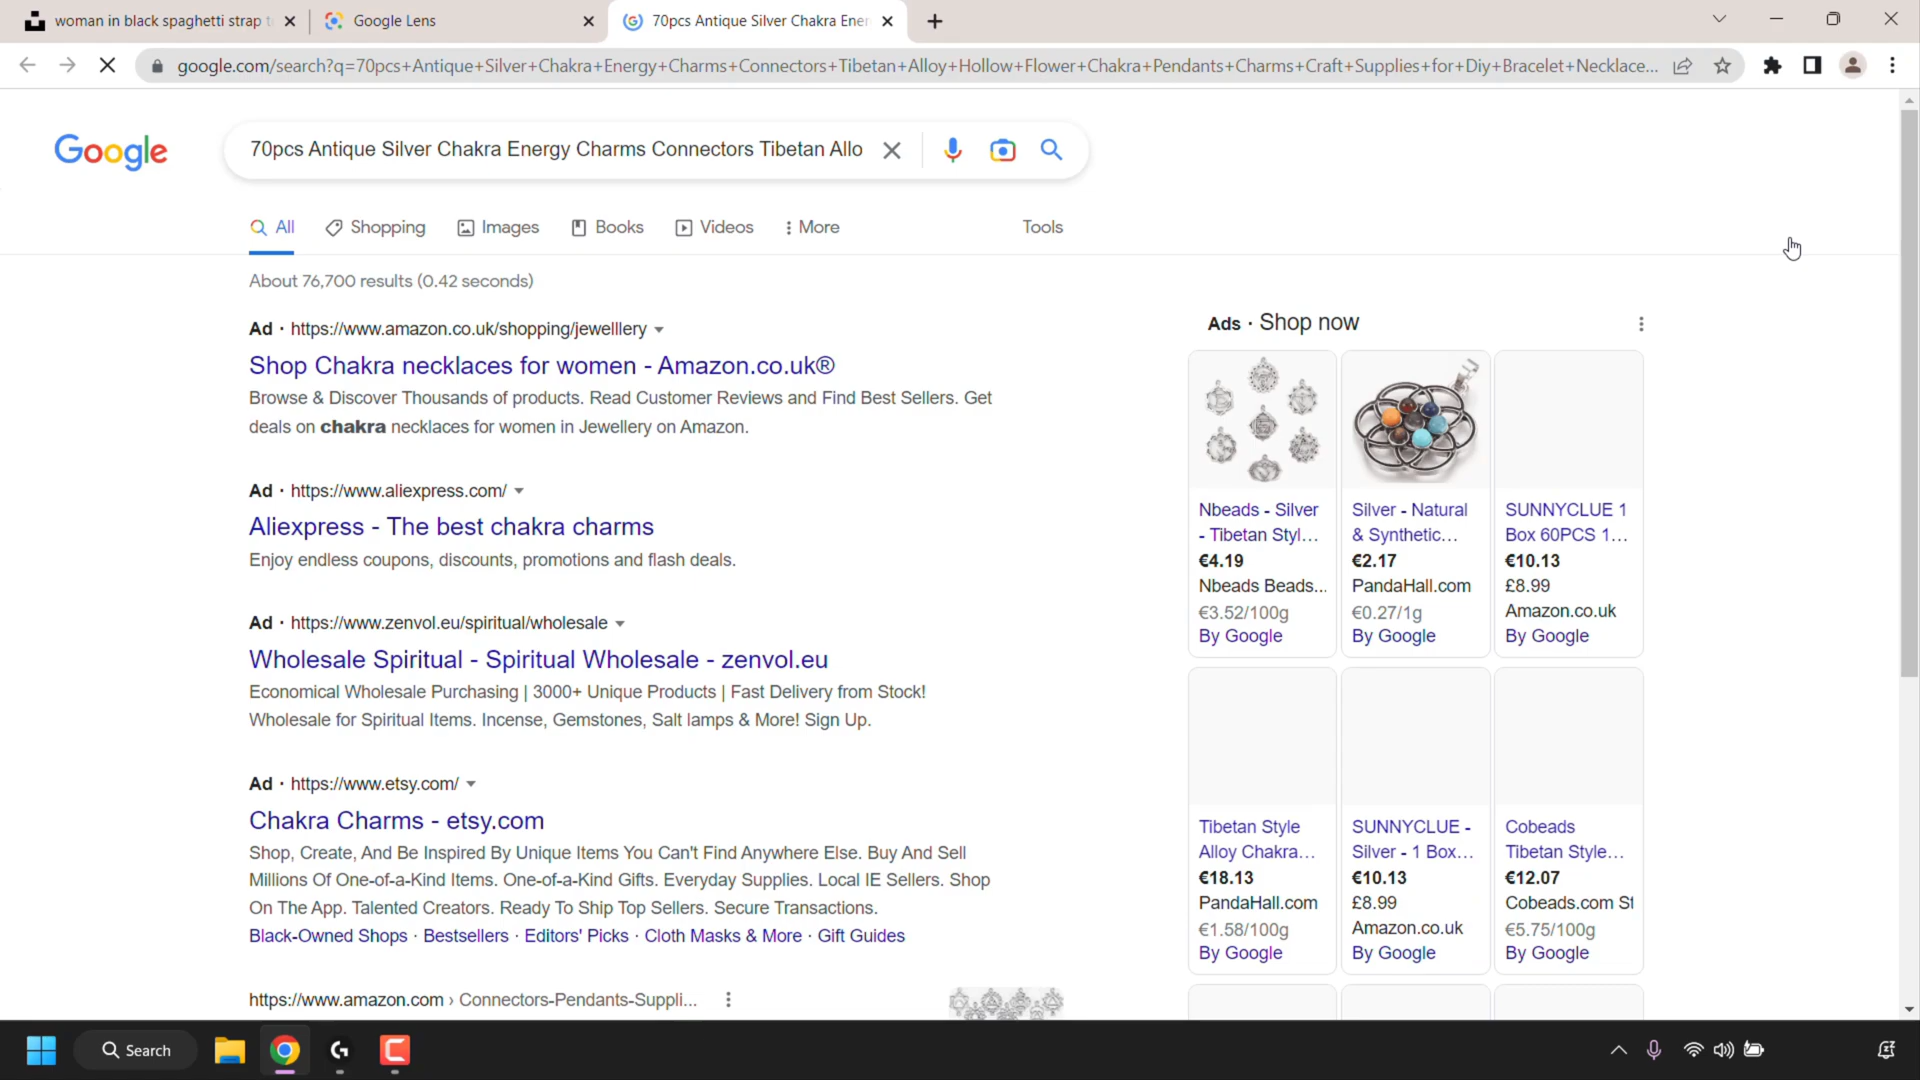 woman in black spaghetti strap
Google Lens
70pcs Antique Silver Chakra Ener
google.com/search?q=70pcs+Antique+Silver+Chakra+Energy+Charms+Connectors+Tibetan+Alloy+Hollow+Flower+Chakra+Pendants+Charms+Craft+Supplies+for+Diy+Bracelet+Necklace...
Google
70pcs Antique Silver Chakra Energy Charms Connectors Tibetan Allo
All
Shopping
Images
Books
Videos
More
Tools
About 76,700 results (0.42 seconds)
Ad · https://www.amazon.co.uk/shopping/jewelllery
Shop Chakra necklaces for women - Amazon.co.uk®
Browse & Discover Thousands of products. Read Customer Reviews and Find Best Sellers. Get
deals on chakra necklaces for women in Jewellery on Amazon.
Ad · https://www.aliexpress.com/
Aliexpress - The best chakra charms
Enjoy endless coupons, discounts, promotions and flash deals.
Ad · https://www.zenvol.eu/spiritual/wholesale
Wholesale Spiritual - Spiritual Wholesale - zenvol.eu
Economical Wholesale Purchasing | 3000+ Unique Products | Fast Delivery from Stock!
Wholesale for Spiritual Items. Incense, Gemstones, Salt lamps & More! Sign Up.
Ad · https://www.etsy.com/
Chakra Charms - etsy.com
Shop, Create, And Be Inspired By Unique Items You Can't Find Anywhere Else. Buy And Sell
Millions Of One-of-a-Kind Items. One-of-a-Kind Gifts. Everyday Supplies. Local IE Sellers. Shop
On The App. Talented Creators. Ready To Ship Top Sellers. Secure Transactions.
Black-Owned Shops · Bestsellers · Editors' Picks · Cloth Masks & More · Gift Guides
https://www.amazon.com › Connectors-Pendants-Suppli...
Ads · Shop now
Nbeads - Silver
- Tibetan Styl...
€4.19
Nbeads Beads...
€3.52/100g
By Google
Silver - Natural
& Synthetic...
€2.17
PandaHall.com
€0.27/1g
By Google
SUNNYCLUE 1
Box 60PCS 1...
€10.13
£8.99
Amazon.co.uk
By Google
Tibetan Style
Alloy Chakra...
€18.13
PandaHall.com
€1.58/100g
By Google
SUNNYCLUE -
Silver - 1 Box...
€10.13
£8.99
Amazon.co.uk
By Google
Cobeads
Tibetan Style...
€12.07
Cobeads.com St
€5.75/100g
By Google
Search